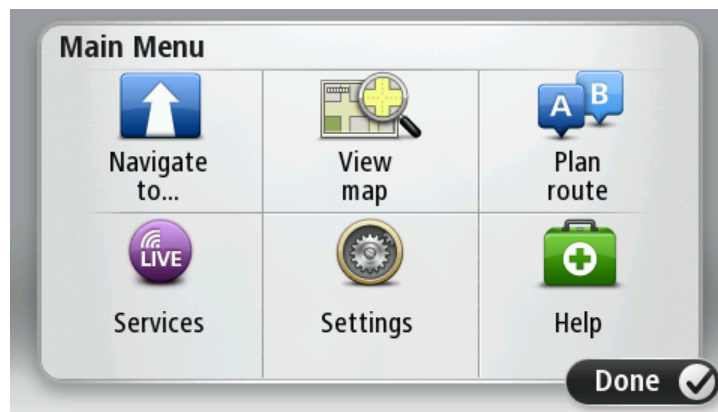 Main Menu
A
B
Navigate
to...
View
map
Plan
route
LIVE
Services
Settings
Help
Done